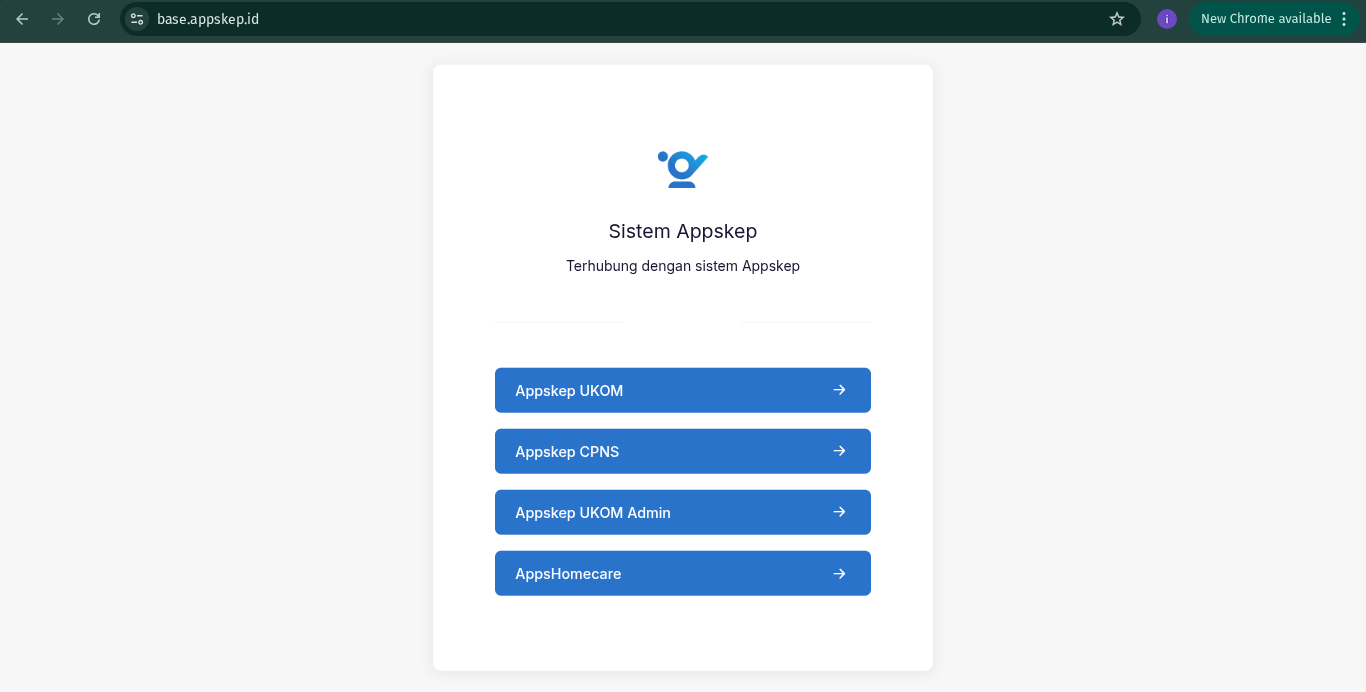 base.appskep.id
i
New Chrome available
Sistem Appskep
Terhubung dengan sistem Appskep
Appskep UKOM
Appskep CPNS
Appskep UKOM Admin
AppsHomecare